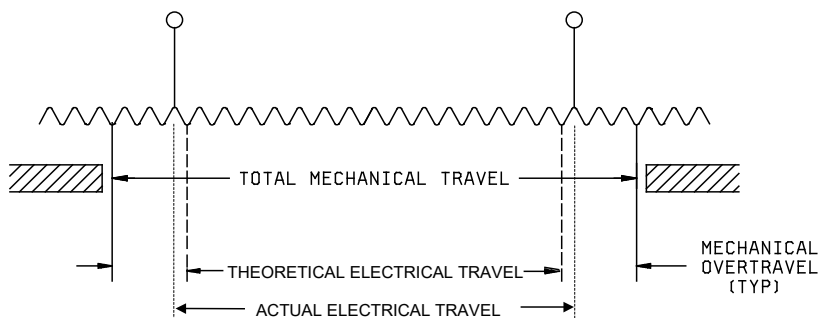 TOTAL MECHANICAL TRAVEL
MECHANICAL
OVERTRAVEL
(TYP)
THEORETICAL ELECTRICAL TRAVEL
ACTUAL ELECTRICAL TRAVEL